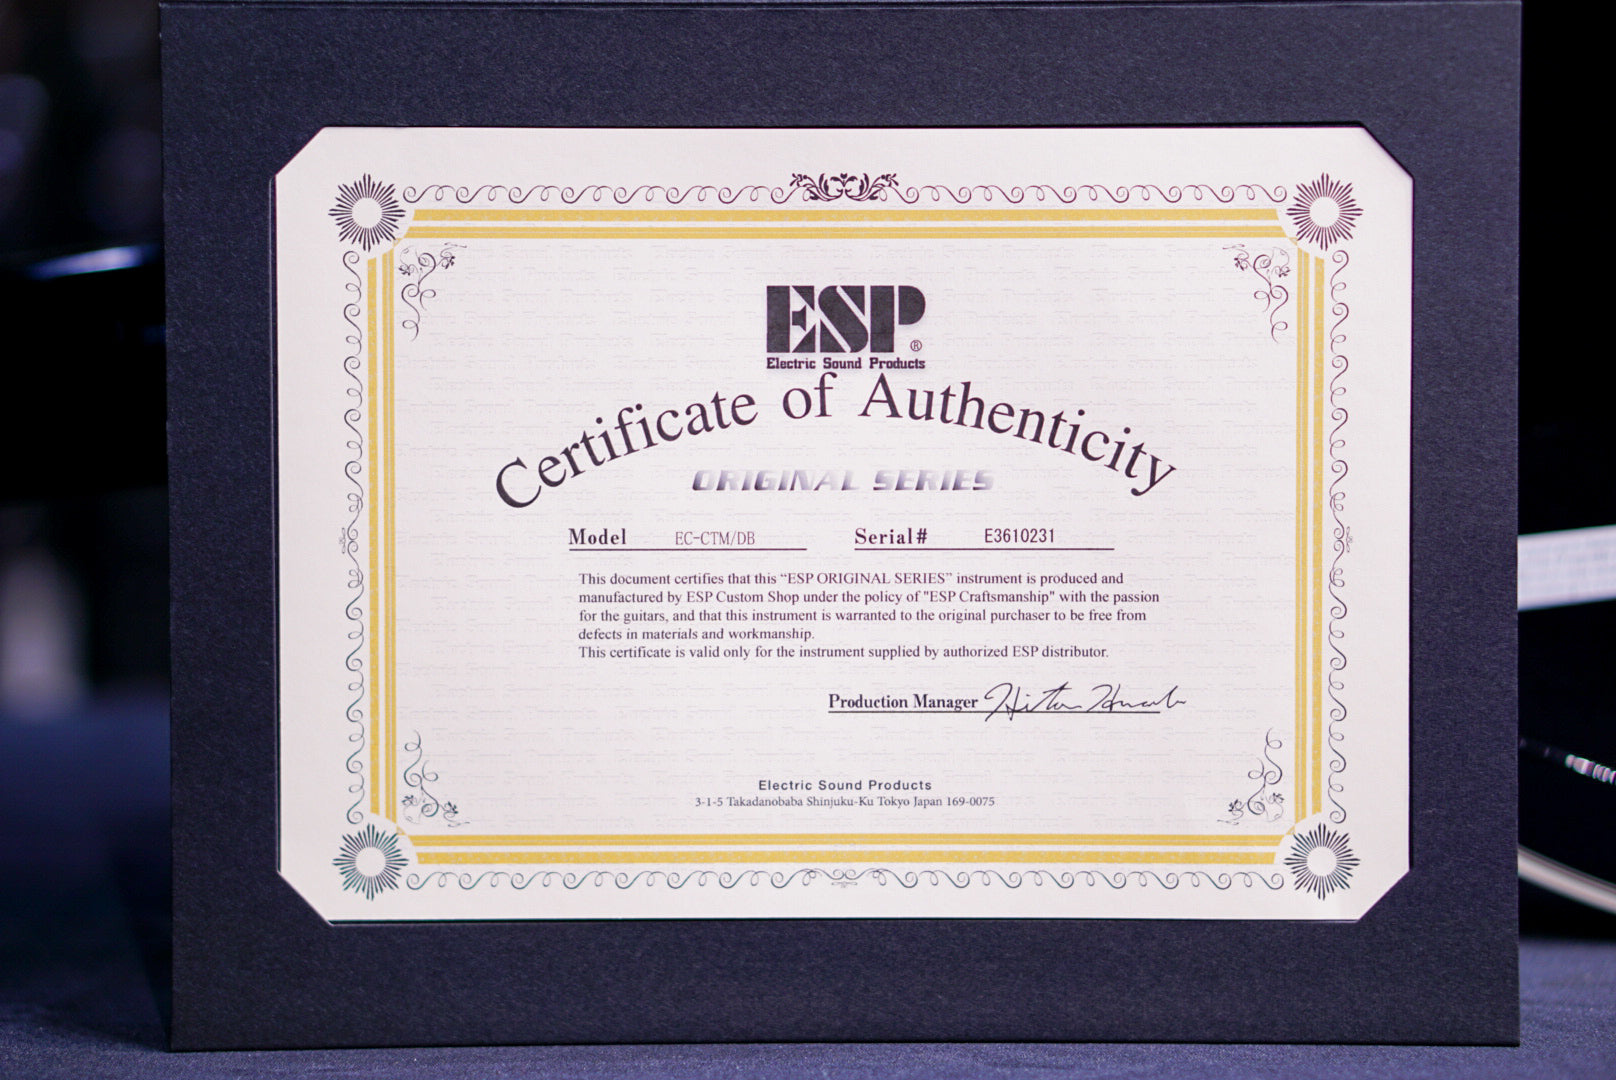 ESP®
Electric Sound Products
Certificate of Authenticity
ORIGINAL SERIES
Model EC-CTM/DB Serial# E3610231
This document certifies that this “ESP ORIGINAL SERIES” instrument is produced and
manufactured by ESP Custom Shop under the policy of "ESP Craftsmanship" with the passion
for the guitars, and that this instrument is warranted to the original purchaser to be free from
defects in materials and workmanship.
This certificate is valid only for the instrument supplied by authorized ESP distributor.
Production Manager
Electric Sound Products
3-1-5 Takadanobaba Shinjuku-Ku Tokyo Japan 169-0075